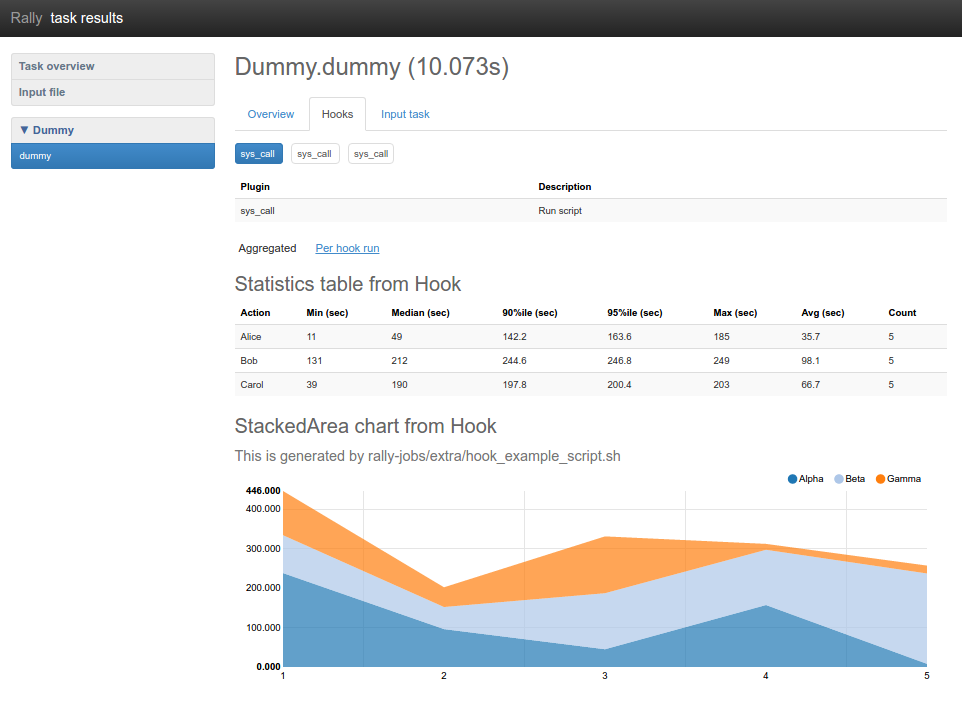 Rally task results
Task overview
Input file
▼ Dummy
dummy
Dummy.dummy (10.073s)
Overview Hooks Input task
sys_call sys_call sys_call
Plugin Description
sys_call Run script
Aggregated Per hook run
Statistics table from Hook
Action Min (sec) Median (sec) 90%ile (sec) 95%ile (sec) Max (sec) Avg (sec) Count
Alice 11 49 142.2 163.6 185 35.7 5
Bob 131 212 244.6 246.8 249 98.1 5
Carol 39 190 197.8 200.4 203 66.7 5
StackedArea chart from Hook
This is generated by rally-jobs/extra/hook_example_script.sh
Alpha Beta Gamma
446.000
400.000
300.000
200.000
100.000
0.000
1 2 3 4 5